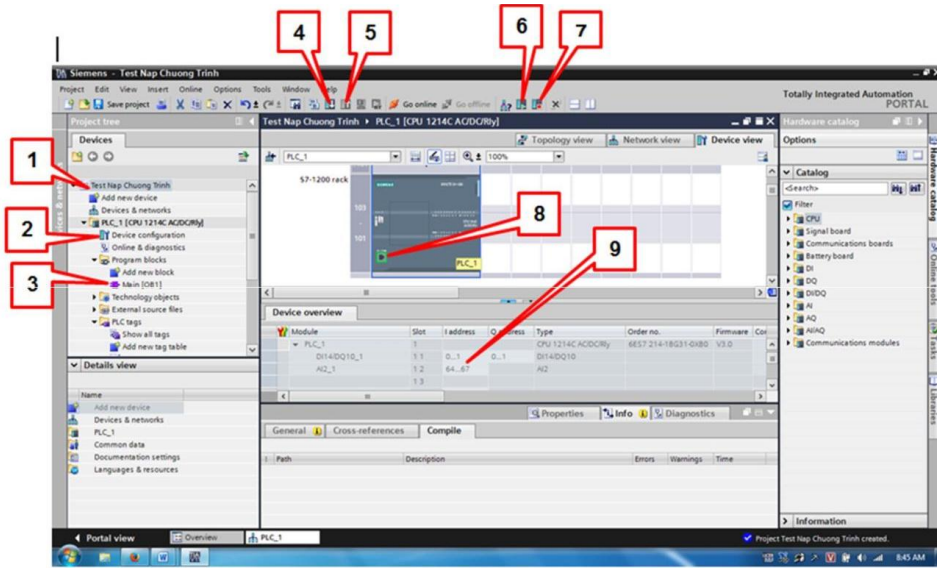 4
5
6
7
Siemens - Test Nap Chuong Trinh
Project Edit View Insert Online Options Tools Window Help
Totally Integrated Automation
PORTAL
Save project
Go online
Go offline
Project tree
Test Nap Chuong Trinh PLC_1 [CPU 1214C AC/DC/Rly]
Hardware catalog
Devices
Topology view
Network view
Device view
Options
1
PLC_1
100%
Catalog
Test Nap Chuong Trinh
S7-1200 rack
<Search>
Add new device
Filter
Devices & networks
103
CPU
PLC_1 [CPU 1214C AC/DC/Rly]
8
Signal board
2
Device configuration
Communications boards
Online & diagnostics
101
9
Battery board
Program blocks
PLC_1
DI
Add new block
DQ
3
Main [OB1]
DI/DQ
Technology objects
AI
External source files
Device overview
AQ
PLC tags
AI/AQ
Show all tags
Module Slot I address Q address Type Order no. Firmware
Communications modules
Add new tag table
PLC_1 1 CPU 1214C AC/DC/Rly 6ES7 214-1BG31-0XB0 V3.0
Details view
DI14/DQ10_1 1 1 0...1 0...1 DI14/DQ10
AI2_1 1 2 64...67 AI2
1 3
Name
Add new device
Properties
Info
Diagnostics
Devices & networks
General
Cross-references
Compile
PLC_1
Common data
! Path Description Errors Warnings Time
Documentation settings
Languages & resources
Information
Portal view
Overview
PLC_1
Project Test Nap Chuong Trinh created.
8:45 AM
Hardware catalog
Online tools
Tasks
Libraries